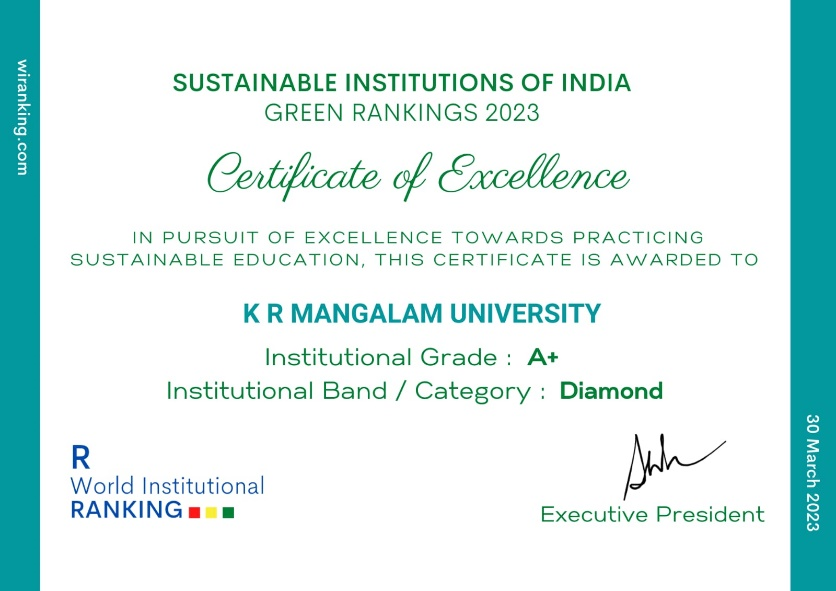 wiranking.com
SUSTAINABLE INSTITUTIONS OF INDIA
GREEN RANKINGS 2023
Certificate of Excellence
IN PURSUIT OF EXCELLENCE TOWARDS PRACTICING
SUSTAINABLE EDUCATION, THIS CERTIFICATE IS AWARDED TO
K R MANGALAM UNIVERSITY
Institutional Grade : A+
Institutional Band / Category : Diamond
R
World Institutional
RANKING
Executive President
30 March 2023